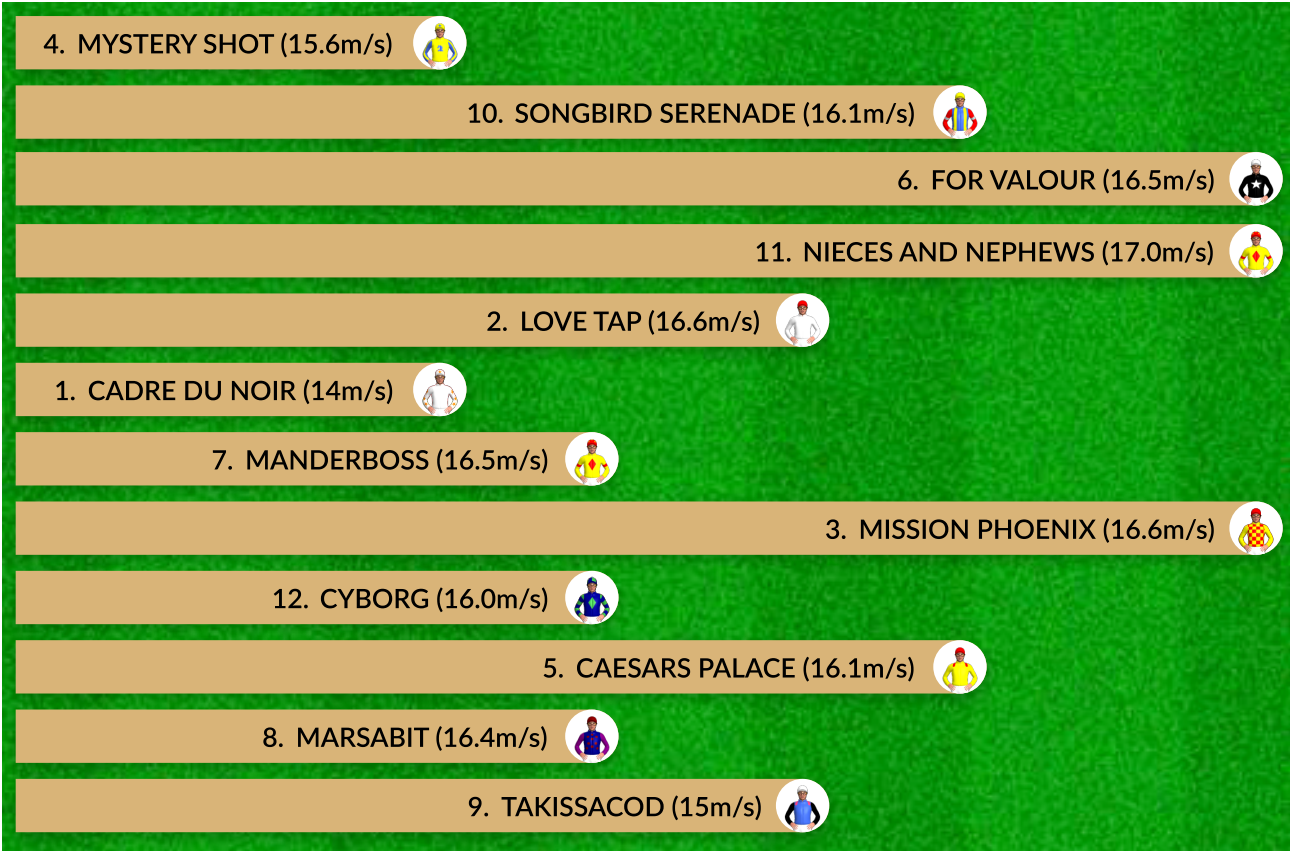 4. MYSTERY SHOT (15.6m/s)
10. SONGBIRD SERENADE (16.1m/s)
6. FOR VALOUR (16.5m/s)
11. NIECES AND NEPHEWS (17.0m/s)
2. LOVE TAP (16.6m/s)
1. CADRE DU NOIR (14m/s)
7. MANDERBOSS (16.5m/s)
3. MISSION PHOENIX (16.6m/s)
12. CYBORG (16.0m/s)
5. CAESARS PALACE (16.1m/s)
8. MARSABIT (16.4m/s)
9. TAKISSACOD (15m/s)